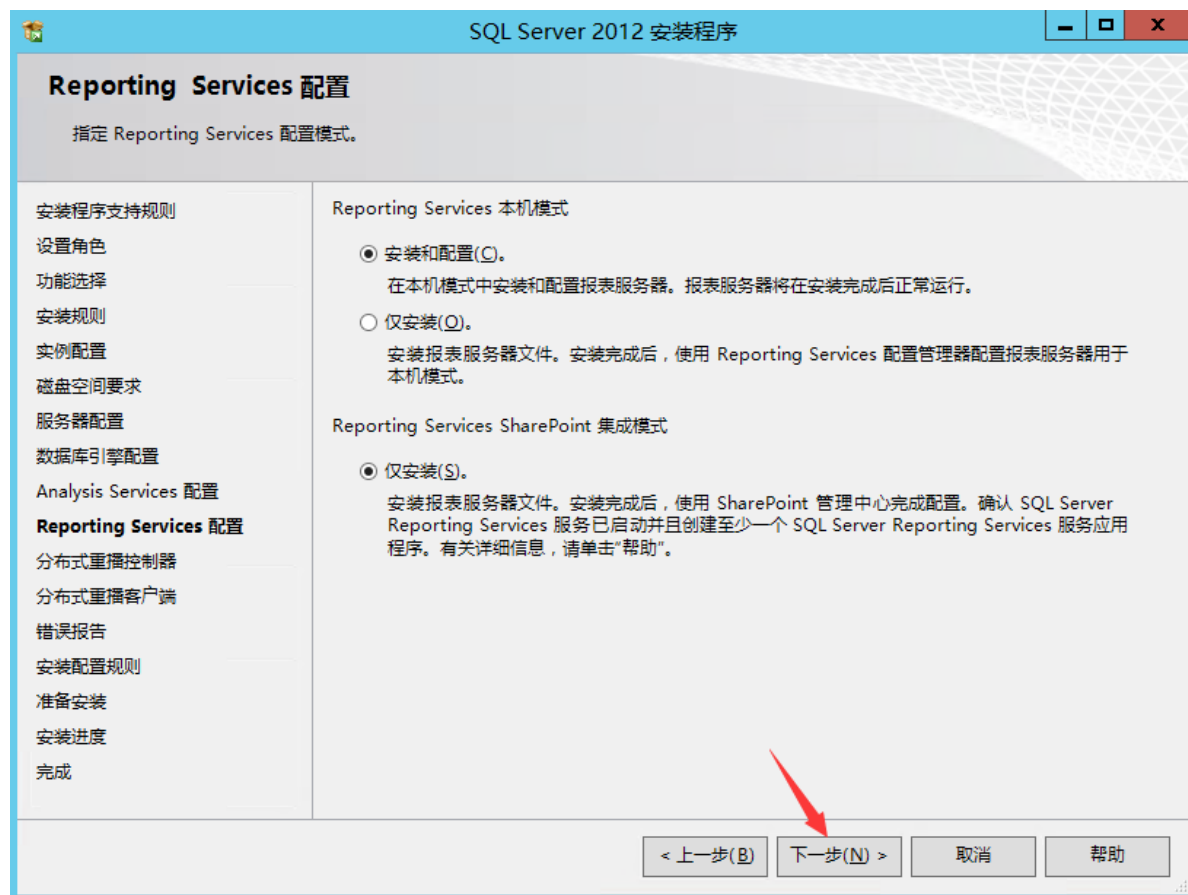 SQL Server 2012 安装程序
Reporting Services 配置
指定 Reporting Services 配置模式。
安装程序支持规则
设置角色
功能选择
安装规则
实例配置
磁盘空间要求
服务器配置
数据库引擎配置
Analysis Services 配置
Reporting Services 配置
分布式重播控制器
分布式重播客户端
错误报告
安装配置规则
准备安装
安装进度
完成
Reporting Services 本机模式
安装和配置(C)。
在本机模式中安装和配置报表服务器。报表服务器将在安装完成后正常运行。
仅安装(O)。
安装报表服务器文件。安装完成后，使用 Reporting Services 配置管理器配置报表服务器用于
本机模式。
Reporting Services SharePoint 集成模式
仅安装(S)。
安装报表服务器文件。安装完成后，使用 SharePoint 管理中心完成配置。确认 SQL Server
Reporting Services 服务已启动并且创建至少一个 SQL Server Reporting Services 服务应用
程序。有关详细信息，请单击"帮助"。
< 上一步(B)
下一步(N) >
取消
帮助